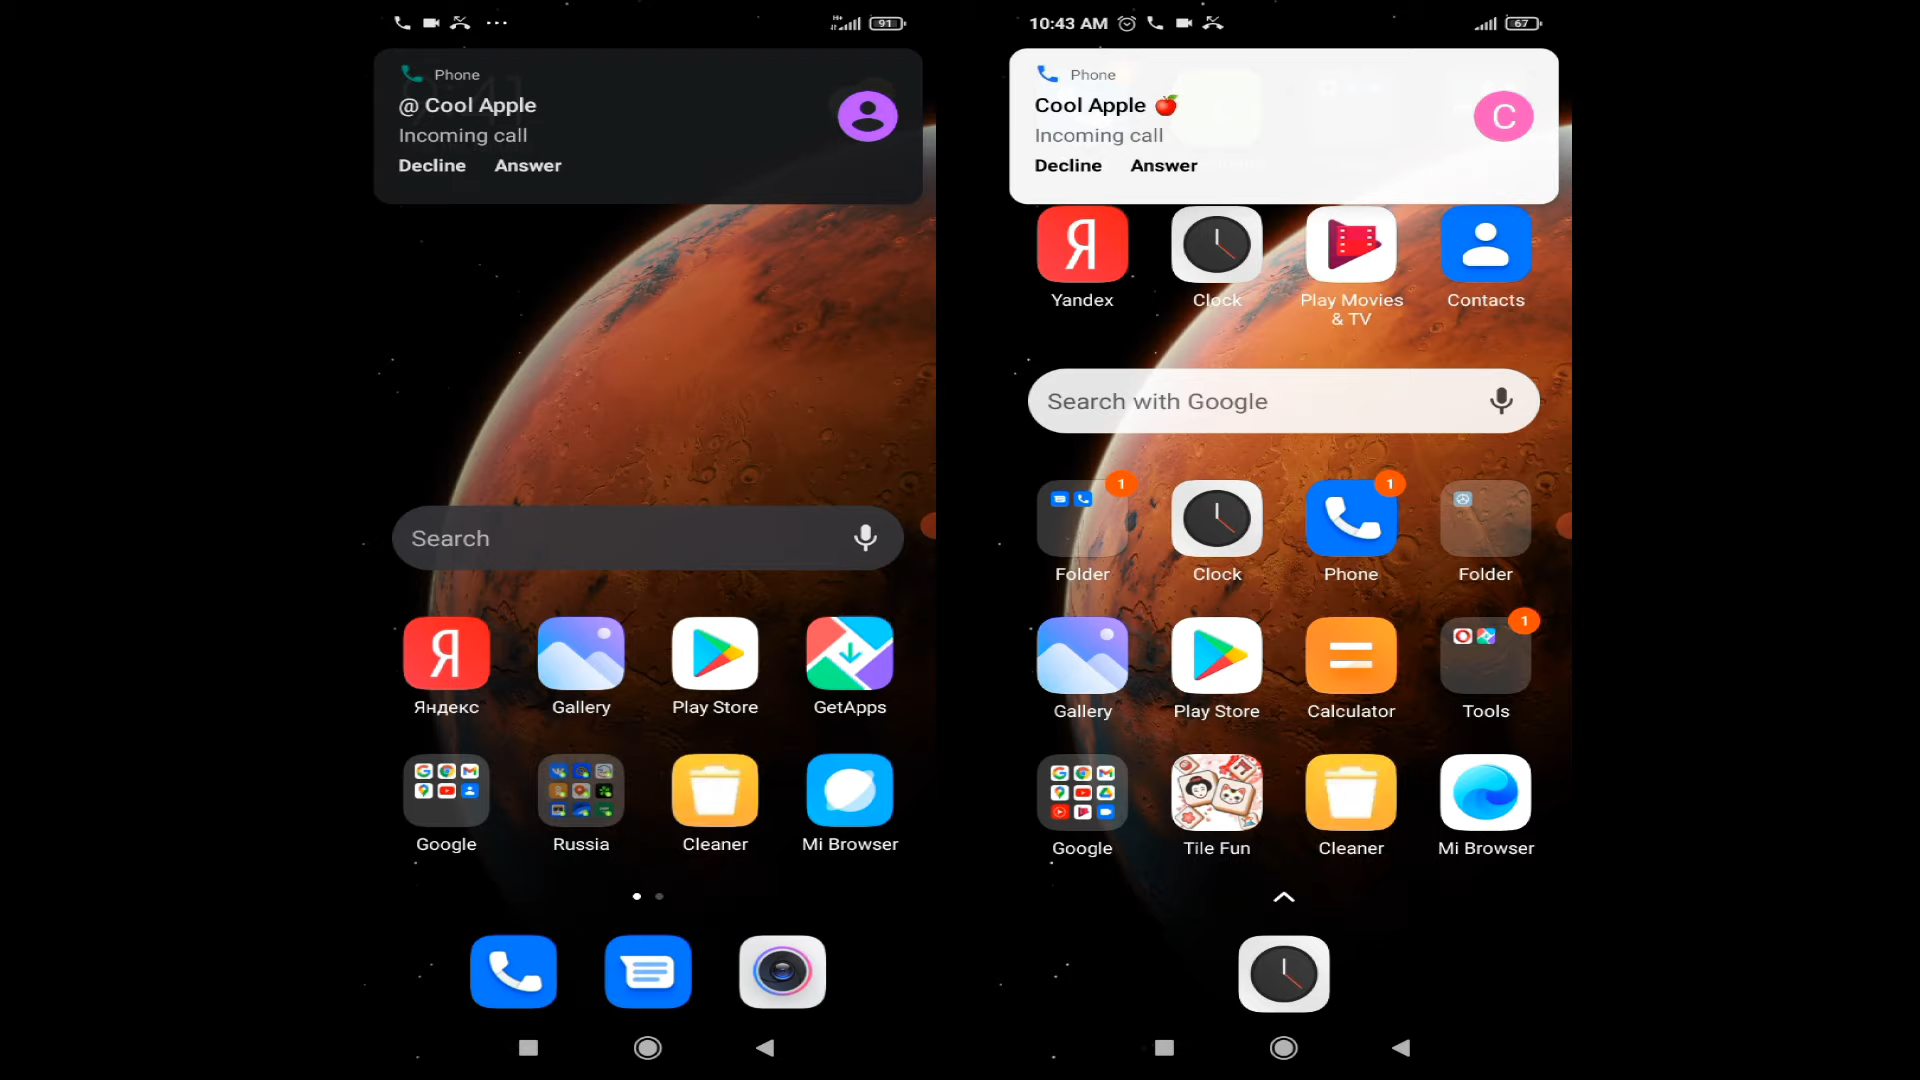 91
Phone
@ Cool Apple
Incoming call
Decline Answer
Search
Я
Яндекс
Gallery
Play Store
GetApps
Google
Russia
Cleaner
Mi Browser
10:43 AM
67
Phone
Cool Apple 🍎
C
Incoming call
Decline Answer
Я
Yandex
Clock
Play Movies
& TV
Contacts
Search with Google
1
1
Folder
Clock
Phone
Folder
1
Gallery
Play Store
Calculator
Tools
Google
Tile Fun
Cleaner
Mi Browser